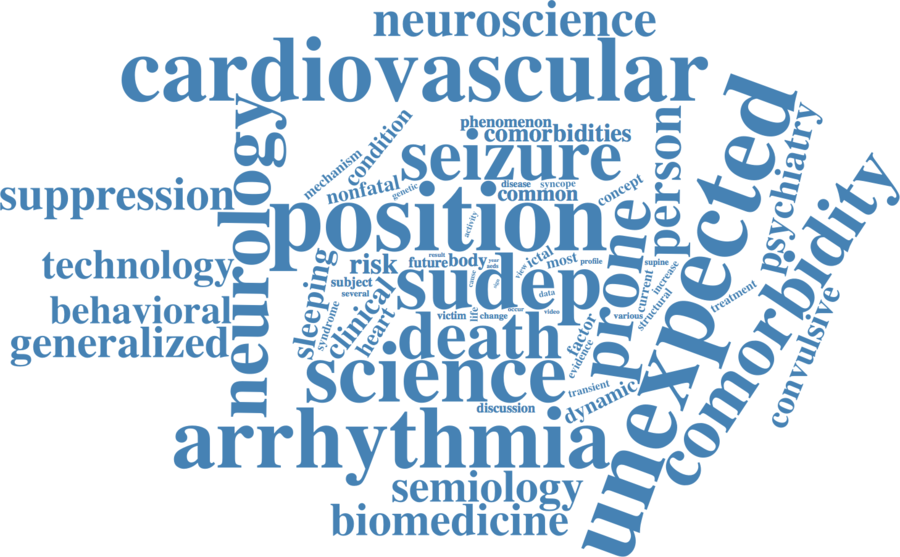 neuroscience
cardiovascular
phenomenon
comorbidities
seizure
condition
mechanism
nonfatal
genetic
disease
syncope
common
concept
person
psychiatry
unexpected
comorbidity
convulsive
suppression
neurology
position
activity
prone
technology
sleeping
risk
result
future
body
year
view
ictal
most
profile
supine
current
increase
structural
treatment
behavioral
generalized
subject
several
clinical
syndrome
heart
sudep
cause
data
victim
life
change
occur
video
various
factor
evidence
death
science
transient
dynamic
discussion
arrhythmia
semiology
biomedicine